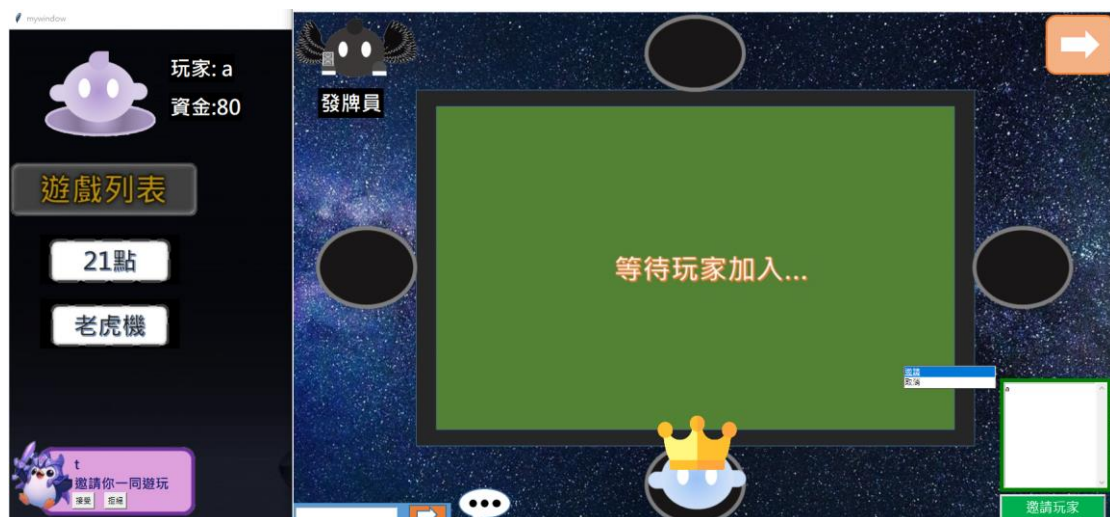 mywindow
玩家: a
資金:80
遊戲列表
21點
老虎機
t
邀請你一同遊玩
接受
拒絕
發牌員
等待玩家加入...
邀請
取消
a
邀請玩家